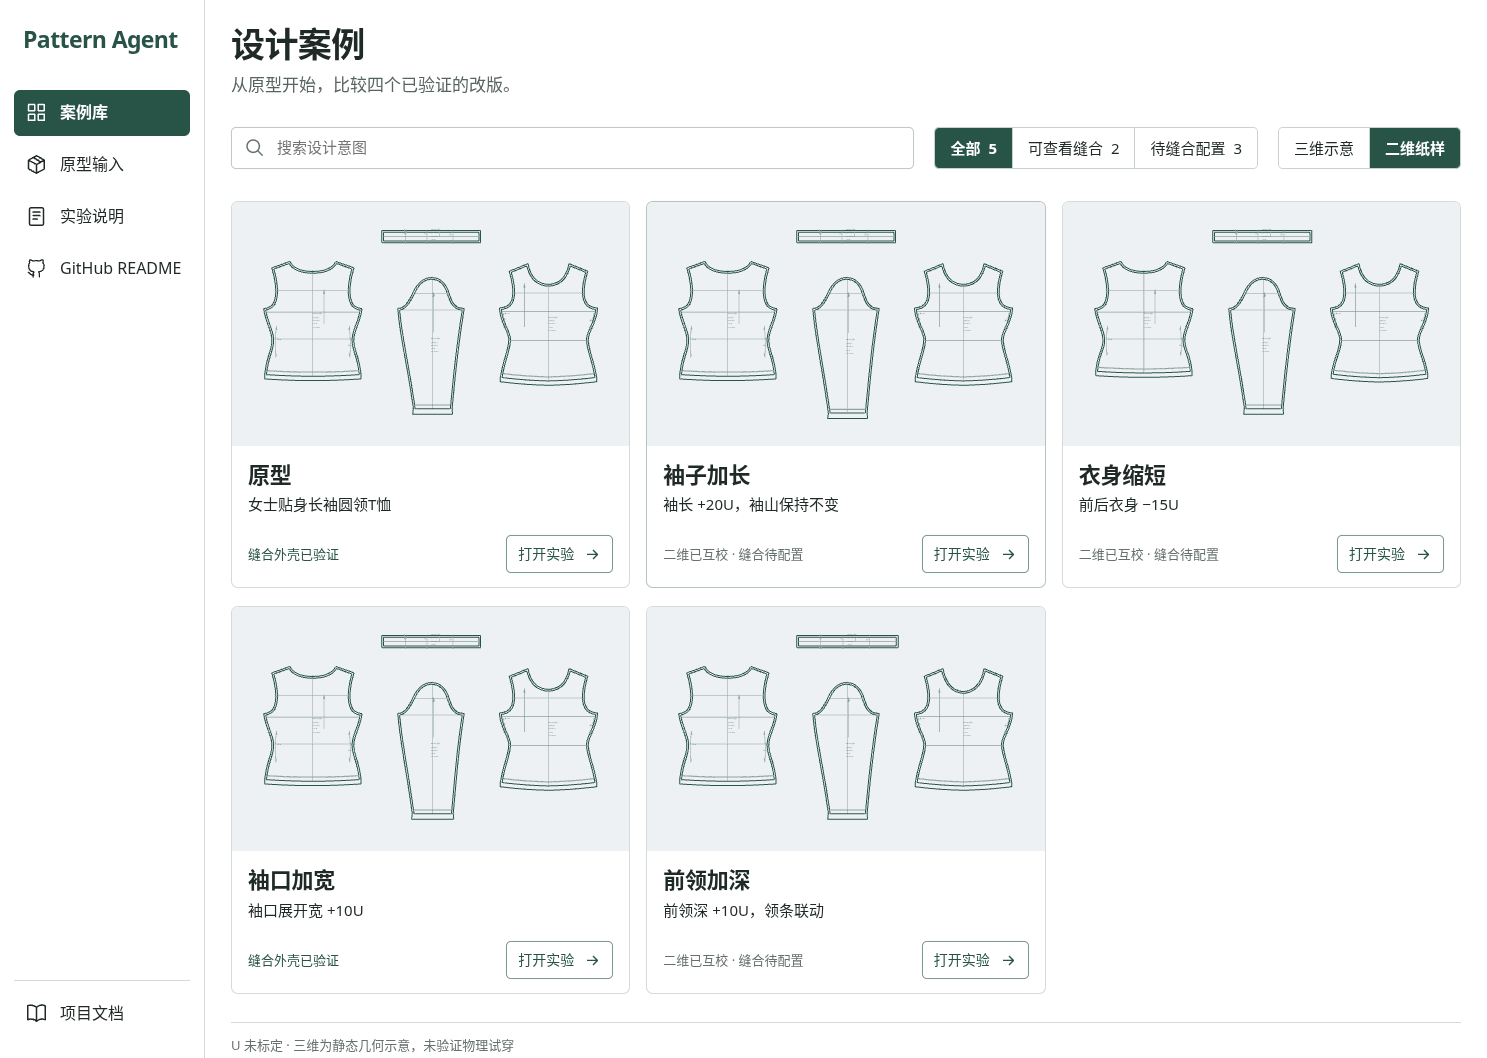 Pattern Agent
案例库
原型输入
实验说明
GitHub README
项目文档
设计案例
从原型开始，比较四个已验证的改版。
搜索设计意图
全部 5
可查看缝合 2
待缝合配置 3
三维示意
二维纸样
原型
女士贴身长袖圆领T恤
缝合外壳已验证
打开实验 →
袖子加长
袖长 +20U，袖山保持不变
二维已互校 · 缝合待配置
打开实验 →
衣身缩短
前后衣身 −15U
二维已互校 · 缝合待配置
打开实验 →
袖口加宽
袖口展开宽 +10U
缝合外壳已验证
打开实验 →
前领加深
前领深 +10U，领条联动
二维已互校 · 缝合待配置
打开实验 →
U 未标定 · 三维为静态几何示意，未验证物理试穿